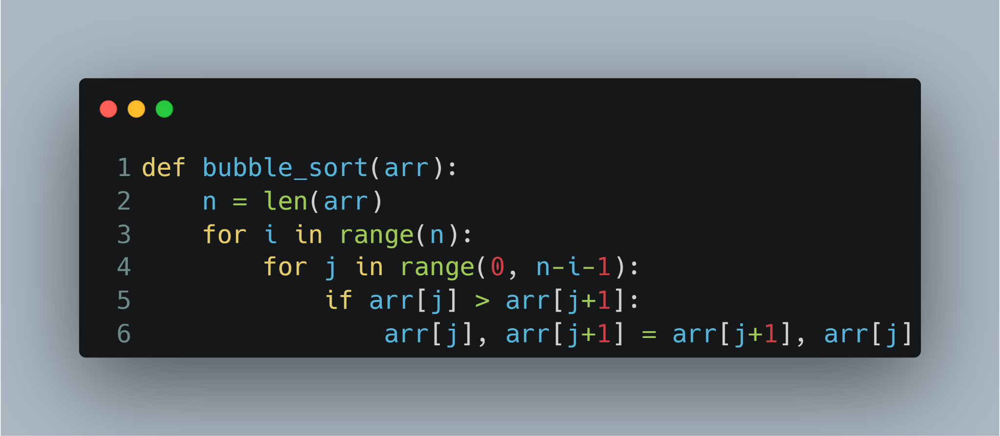 1 def bubble_sort(arr):
2     n = len(arr)
3     for i in range(n):
4         for j in range(0, n-i-1):
5             if arr[j] > arr[j+1]:
6                 arr[j], arr[j+1] = arr[j+1], arr[j]